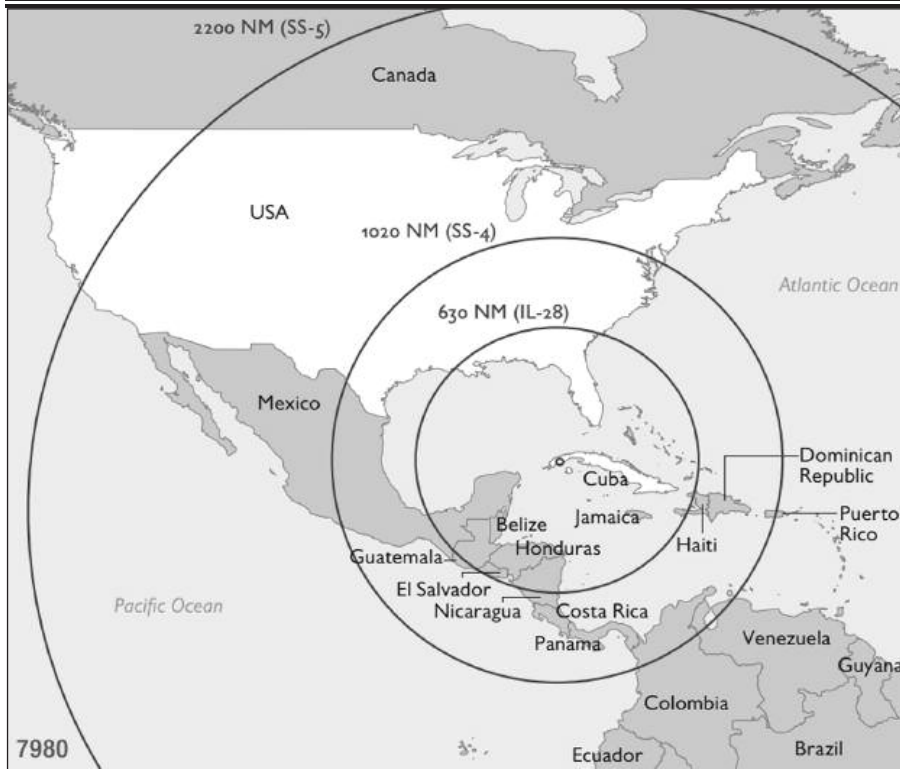 2200 NM (SS-5)
Canada
USA
1020 NM (SS-4)
Atlantic Ocean
630 NM (IL-28)
Mexico
Dominican
Republic
Cuba
Puerto
Rico
Jamaica
Belize
Haiti
Honduras
Guatemala
El Salvador
Nicaragua
Costa Rica
Pacific Ocean
Panama
Venezuela
Guyana
Colombia
7980
Ecuador
Brazil